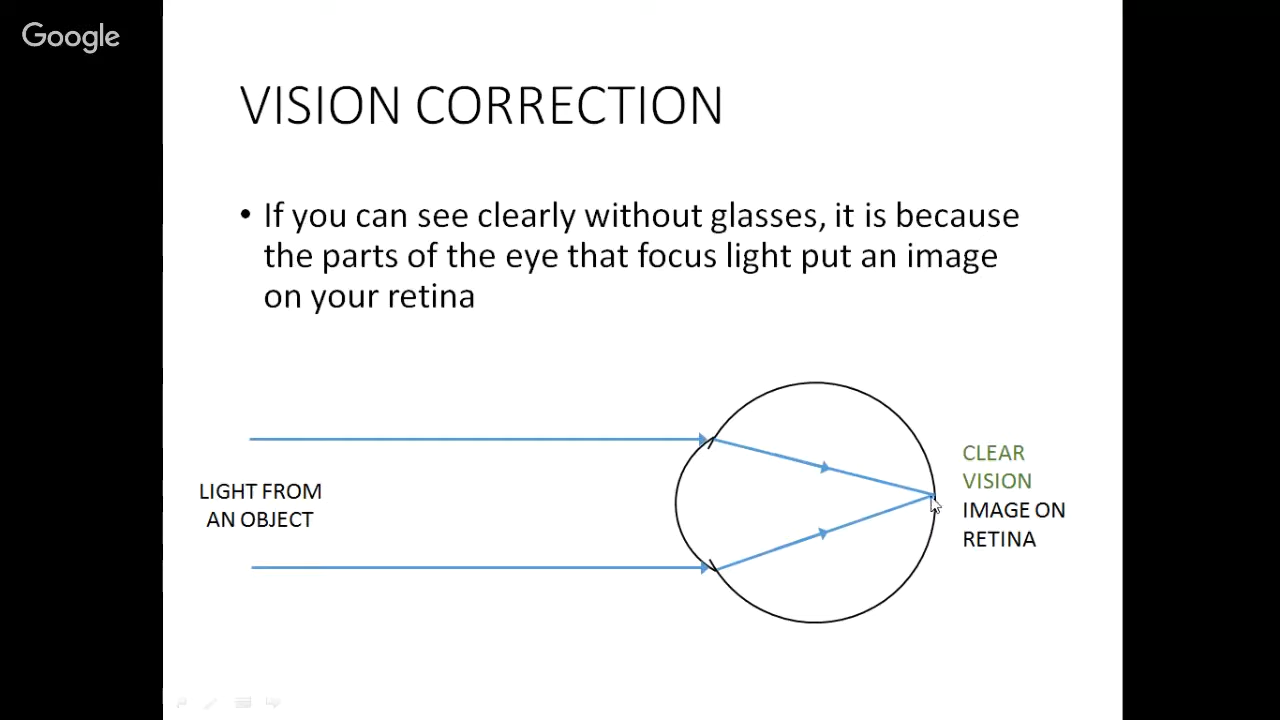 Google
VISION CORRECTION
• If you can see clearly without glasses, it is because
the parts of the eye that focus light put an image
on your retina
LIGHT FROM
AN OBJECT
CLEAR
VISION
IMAGE ON
RETINA